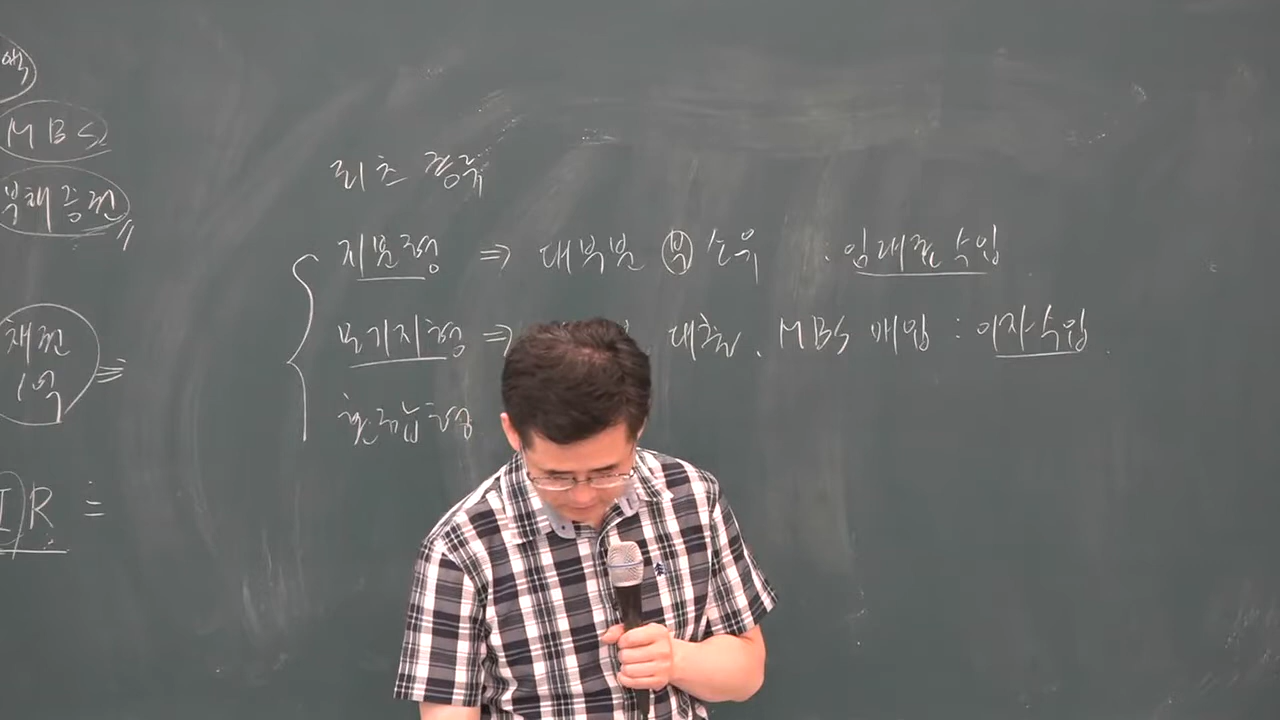 MBS
부채증권
채권
1억
IR =
리츠 종류
지분형 ⇒ 대부분 부 소유 : 임대료 수입
모기지형 ⇒ 대출, MBS 매입 : 이자수입
혼합형